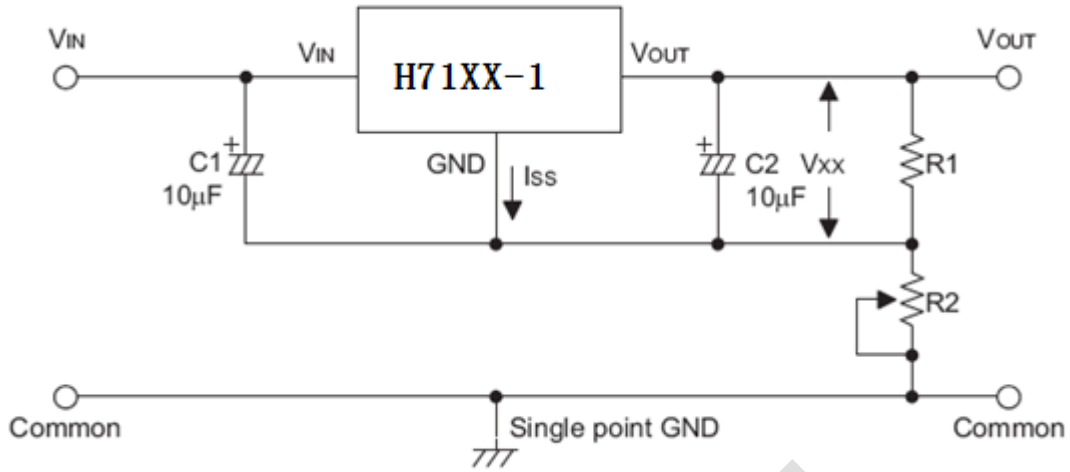 VIN
VIN
H71XX-1
VOUT
VOUT
C1
10μF
+
GND
ISS
+
C2
10μF
VXX
R1
R2
Common
Single point GND
Common